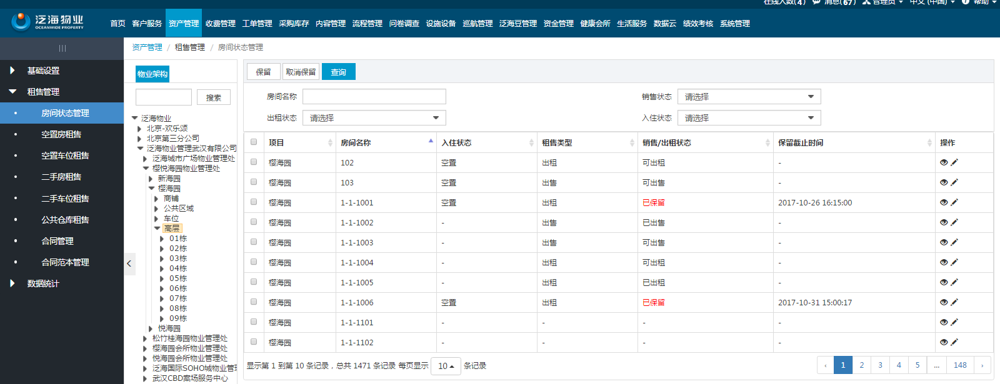 在线人数(4) 消息(67) 管理员 中文 (中国) 帮助
泛海物业
OCEANWIDE PROPERTY
首页 客户服务 资产管理 收费管理 工单管理 采购库存 内容管理 流程管理 问卷调查 设施设备 巡航管理 泛海豆管理 资金管理 健康会所 生活服务 数据云 绩效考核 系统管理
资产管理 / 租售管理 / 房间状态管理
基础设置
租售管理
房间状态管理
空置房租售
空置车位租售
二手房租售
二手车位租售
公共仓库租售
合同管理
合同范本管理
数据统计
物业架构
搜索
泛海物业
北京-欢乐颂
北京第三分公司
泛海物业管理武汉有限公司
泛海城市广场物业管理处
樱悦海园物业管理处
新海园
樱海园
商铺
公共区域
车位
高层
01栋
02栋
03栋
04栋
05栋
06栋
07栋
08栋
09栋
悦海园
松竹桂海园物业管理处
樱海园会所物业管理处
悦海园会所物业管理处
泛海国际SOHO城物业管
武汉CBD案场服务中心
保留 取消保留 查询
房间名称 销售状态 请选择
出租状态 请选择 入住状态 请选择
项目 房间名称 入住状态 租售类型 销售/出租状态 保留截止时间 操作
樱海园 102 空置 出租 可出租 -
樱海园 103 空置 出售 可出售 -
樱海园 1-1-1001 空置 出租 已保留 2017-10-26 16:15:00
樱海园 1-1-1002 - 出售 已出售 -
樱海园 1-1-1003 - 出售 可出售 -
樱海园 1-1-1004 - 出租 可出租 -
樱海园 1-1-1005 - 出租 已出租 -
樱海园 1-1-1006 空置 出租 已保留 2017-10-31 15:00:17
樱海园 1-1-1101 - - - -
樱海园 1-1-1102 - - - -
显示第 1 到第 10 条记录，总共 1471 条记录 每页显示 10 条记录
‹ 1 2 3 4 5 ... 148 ›